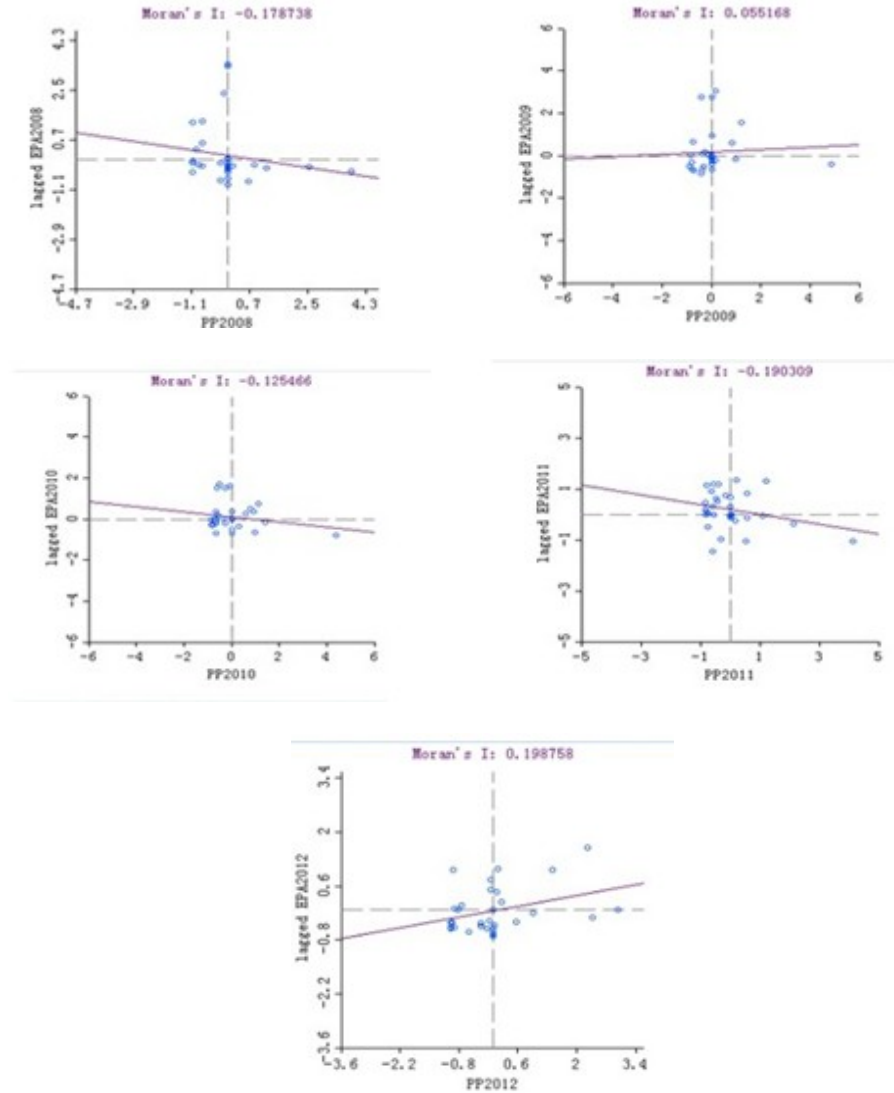 Moran's I: -0.178738
lagged EPA2008
4.3
2.5
0.7
-1.1
-2.9
-4.7
-4.7 -2.9 -1.1 0.7 2.5 4.3
PP2008
Moran's I: 0.055168
lagged EPA2009
6
4
2
0
-2
-4
-6
-6 -4 -2 0 2 4 6
PP2009
Moran's I: -0.125466
lagged EPA2010
6
4
2
0
-2
-4
-6
-6 -4 -2 0 2 4 6
PP2010
Moran's I: -0.190309
lagged EPA2011
5
3
1
-1
-3
-5
-5 -3 -1 1 3 5
PP2011
Moran's I: 0.198758
lagged EPA2012
3.4
2
0.6
-0.8
-2.2
-3.6
-3.6 -2.2 -0.8 0.6 2 3.4
PP2012